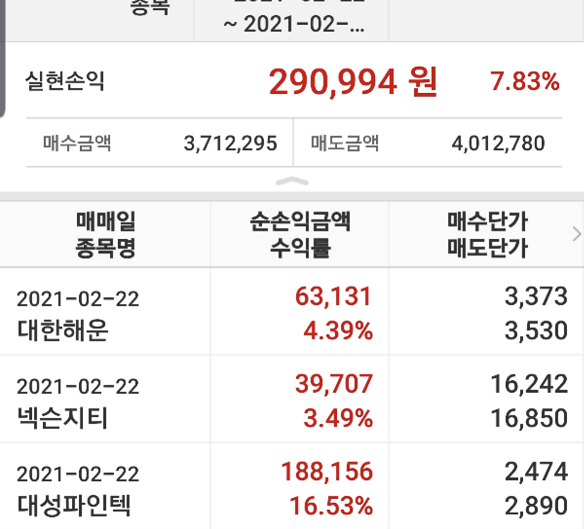 종목
~ 2021-02-...
실현손익 290,994 원 7.83%
매수금액 3,712,295 매도금액 4,012,780
매매일 순손익금액 매수단가
종목명 수익률 매도단가
2021-02-22 63,131 3,373
대한해운 4.39% 3,530
2021-02-22 39,707 16,242
넥슨지티 3.49% 16,850
2021-02-22 188,156 2,474
대성파인텍 16.53% 2,890